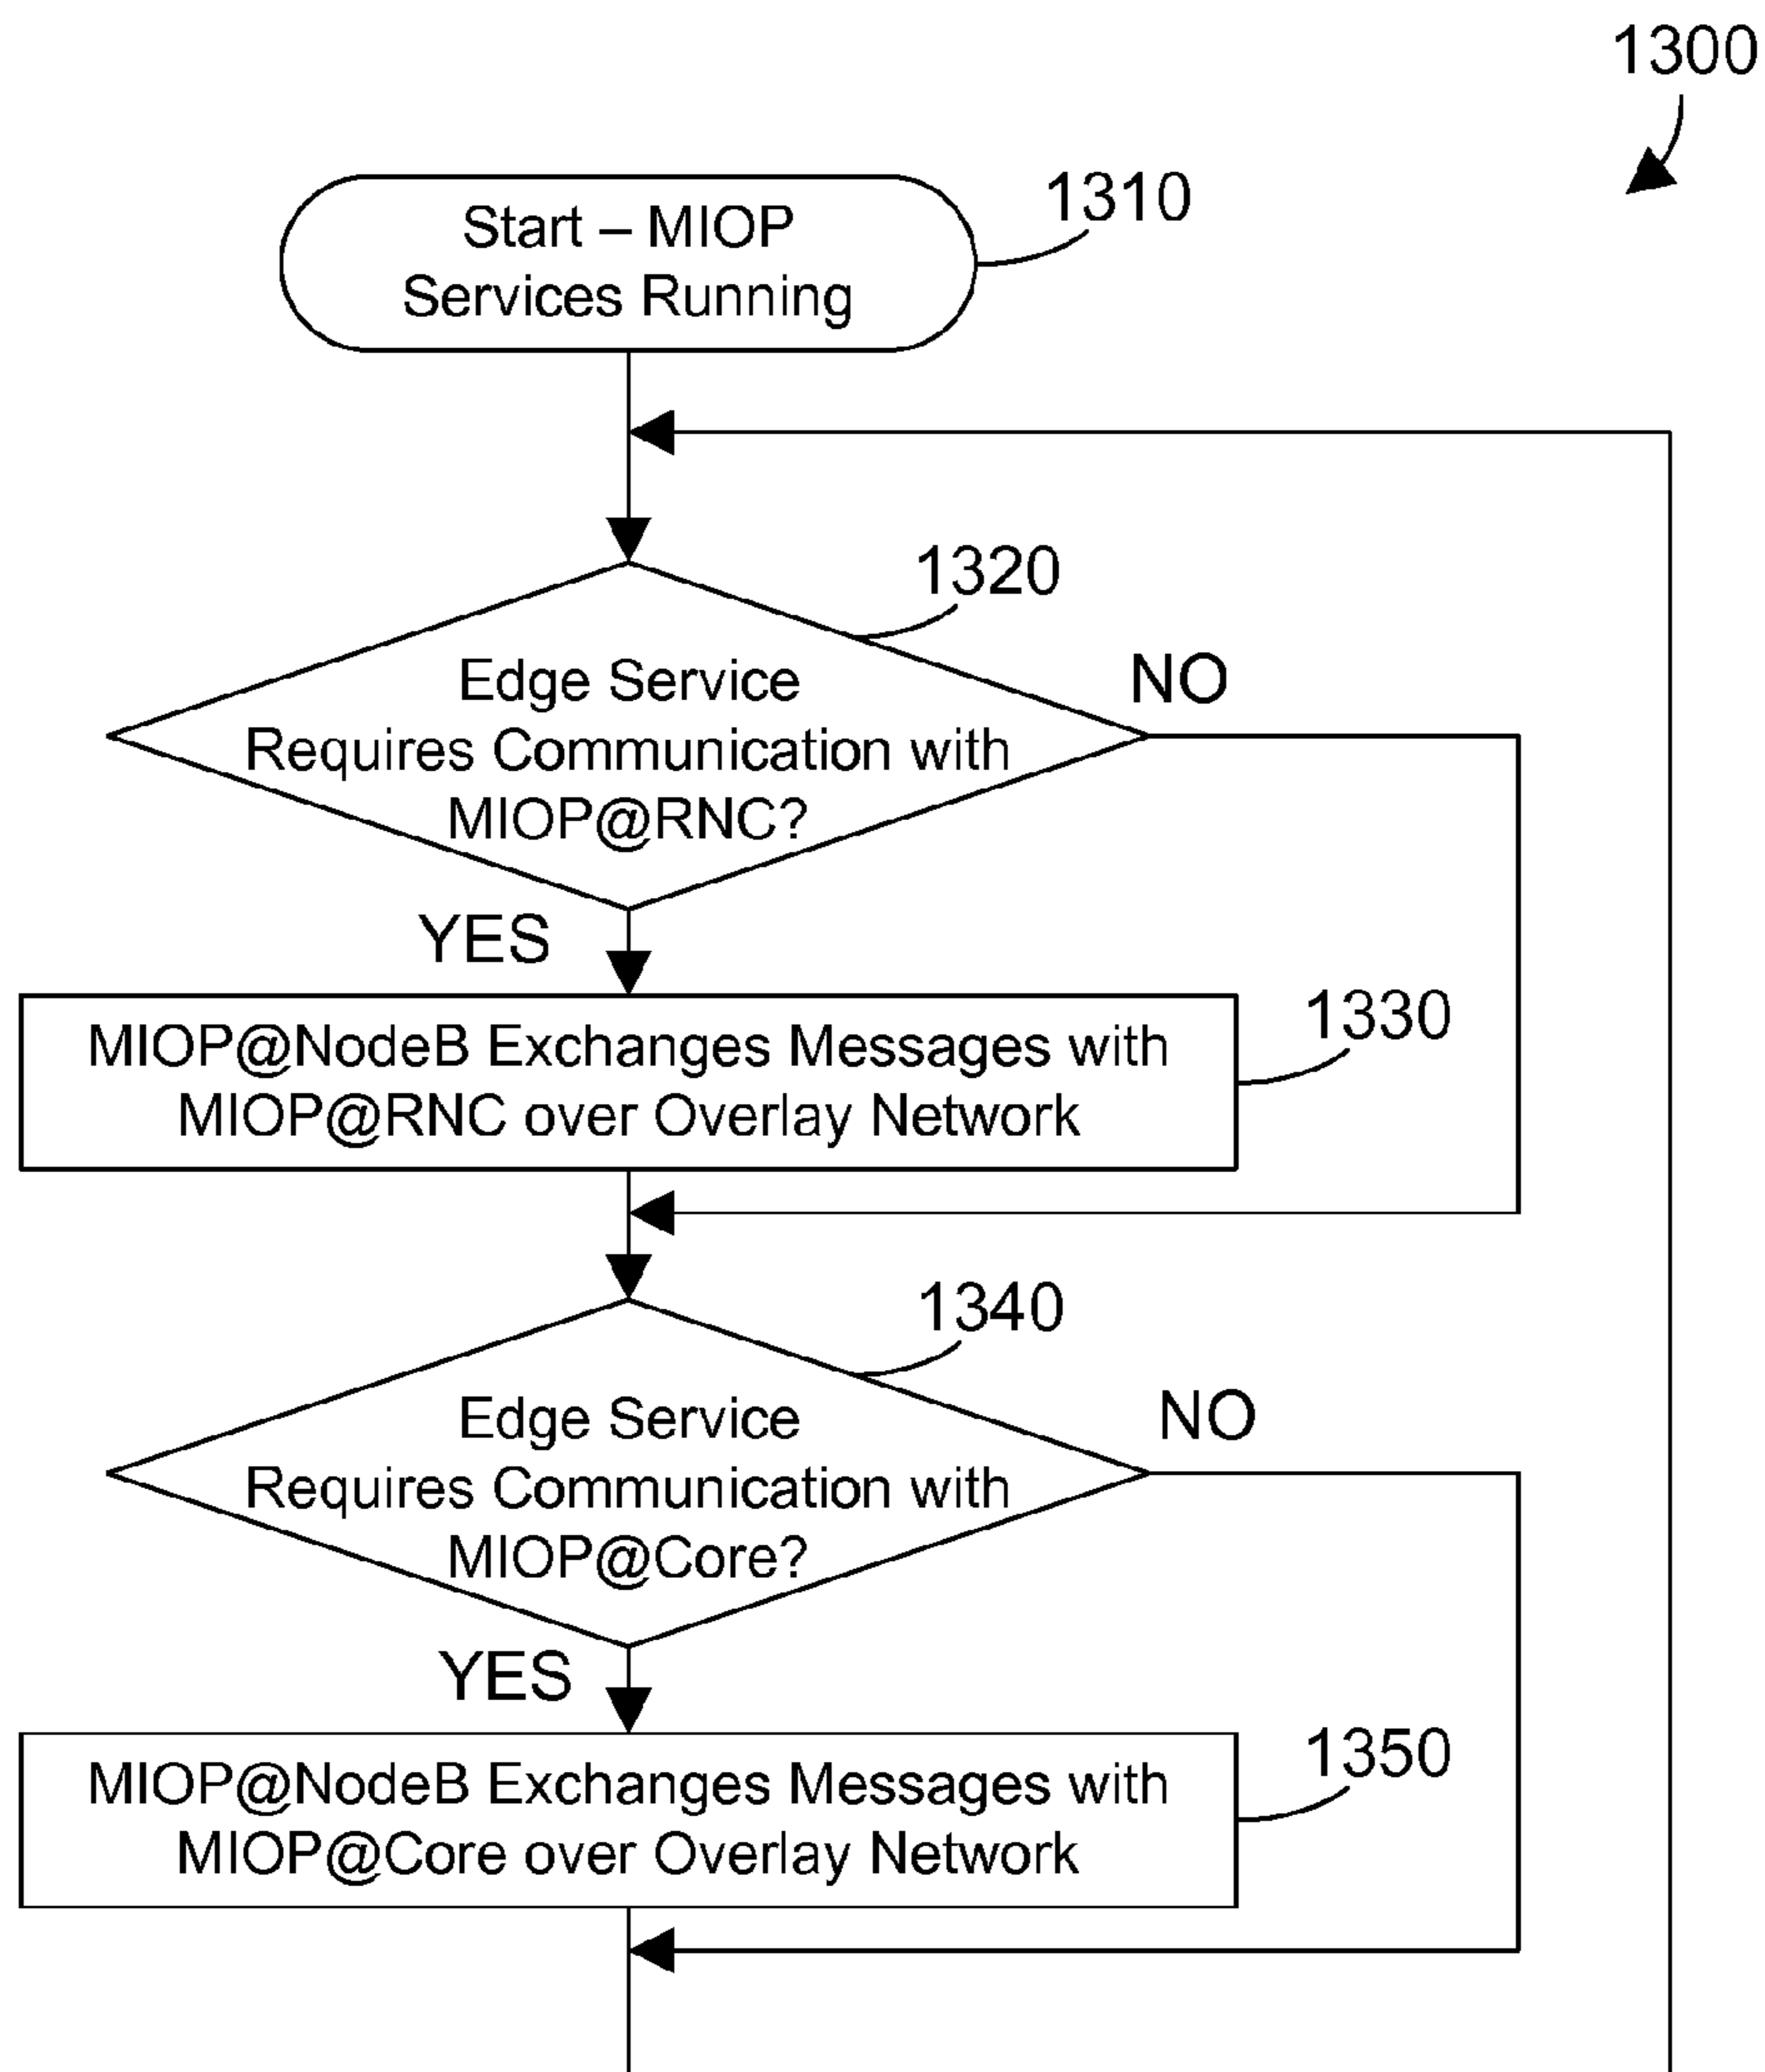 1300
Start – MIOP
Services Running
1310
1320
Edge Service
Requires Communication with
MIOP@RNC?
NO
YES
1330
MIOP@NodeB Exchanges Messages with
MIOP@RNC over Overlay Network
1340
Edge Service
Requires Communication with
MIOP@Core?
NO
YES
1350
MIOP@NodeB Exchanges Messages with
MIOP@Core over Overlay Network